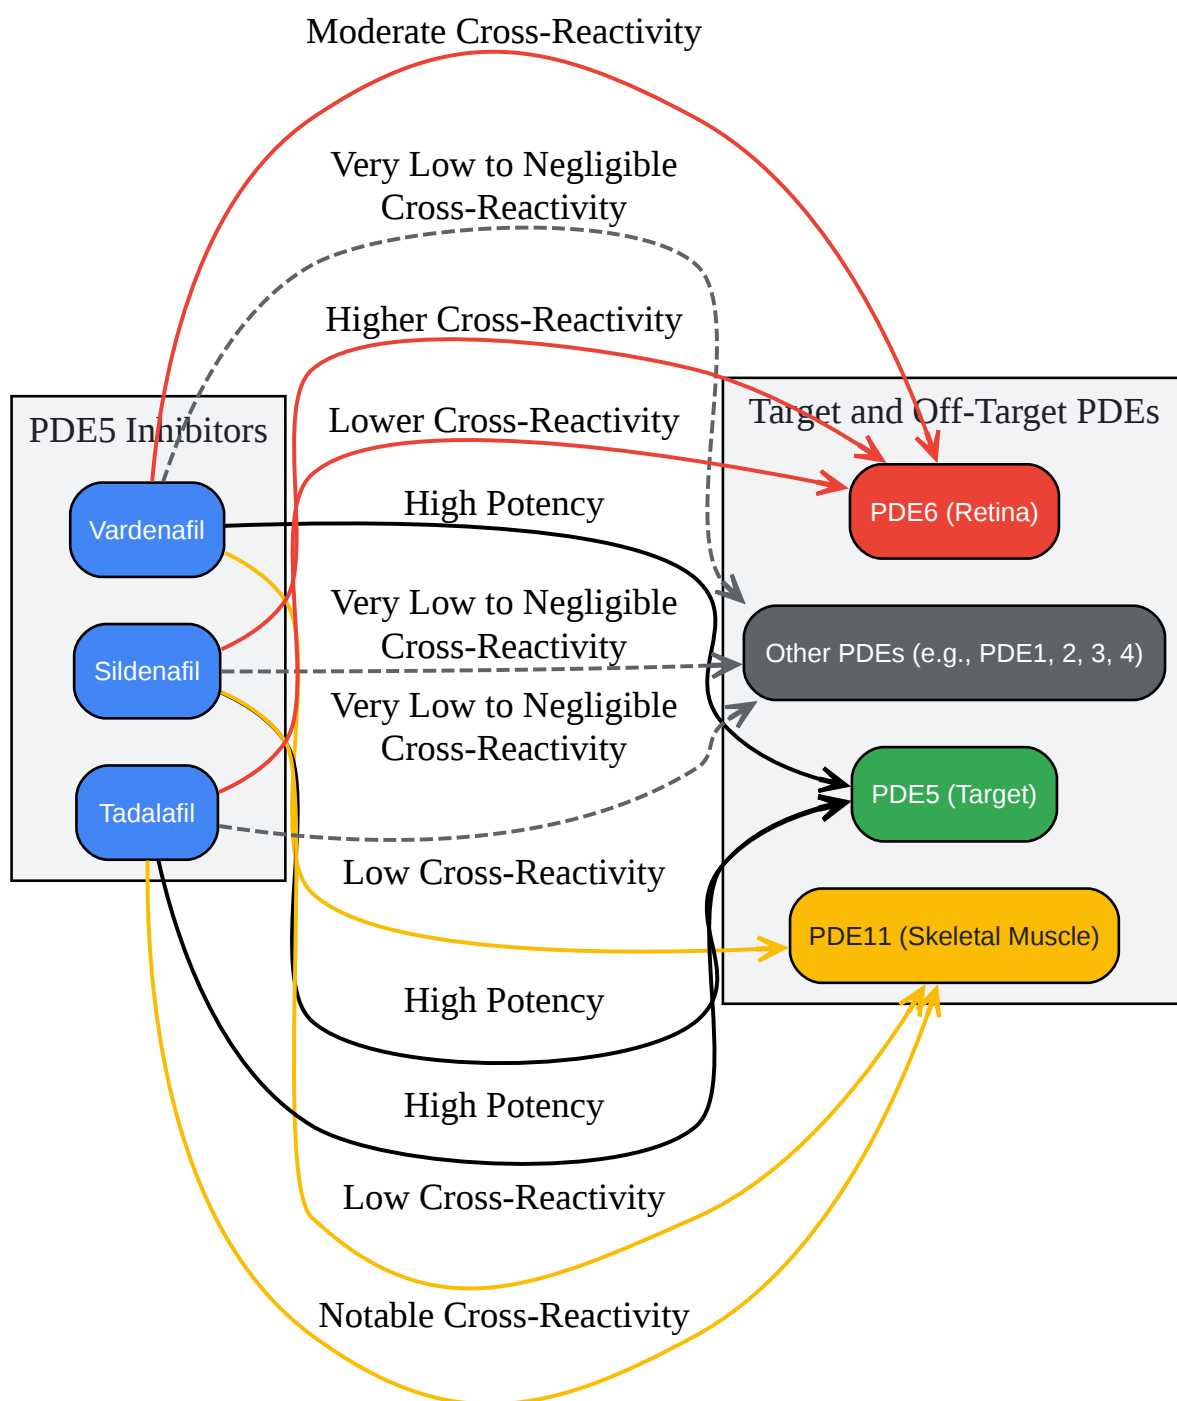 Moderate Cross-Reactivity
Very Low to Negligible
Cross-Reactivity
Higher Cross-Reactivity
Lower Cross-Reactivity
High Potency
Very Low to Negligible
Cross-Reactivity
Very Low to Negligible
Cross-Reactivity
Low Cross-Reactivity
High Potency
High Potency
Low Cross-Reactivity
Notable Cross-Reactivity
PDE5 Inhibitors
Vardenafil
Sildenafil
Tadalafil
Target and Off-Target PDEs
PDE6 (Retina)
Other PDEs (e.g., PDE1, 2, 3, 4)
PDE5 (Target)
PDE11 (Skeletal Muscle)